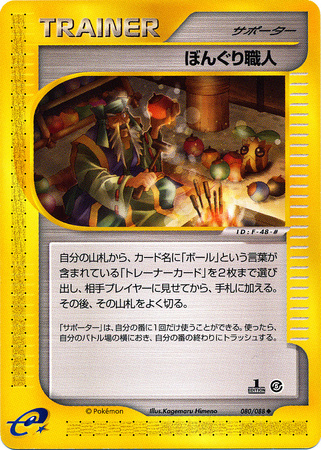 TRAINER
サポーター
ぼんぐり職人
ID:F-48-#
自分の山札から、カード名に「ボール」という言葉が
含まれている「トレーナーカード」を2枚まで選び
出し、相手プレイヤーに見せてから、手札に加える。
その後、その山札をよく切る。
「サポーター」は、自分の番に1回だけ使うことができる。使ったら、
自分のバトル場の横におき、自分の番の終わりにトラッシュする。
1
EDITION
© Pokémon
Illus.Kagemaru Himeno
080/088◆
e